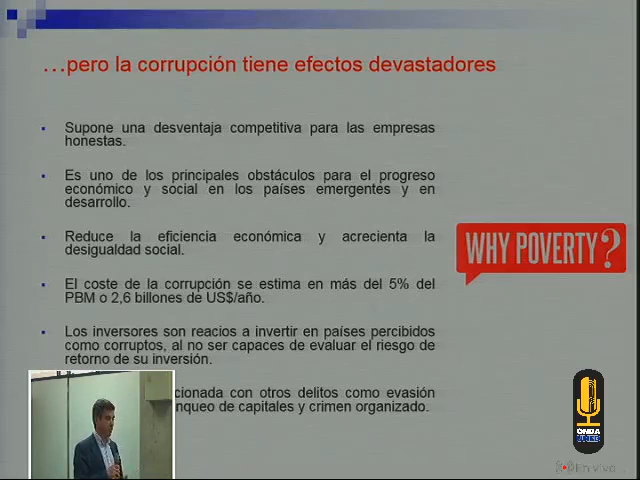 ...pero la corrupción tiene efectos devastadores
Supone una desventaja competitiva para las empresas
honestas.
Es uno de los principales obstáculos para el progreso
económico y social en los países emergentes y en
desarrollo.
Reduce la eficiencia económica y acrecienta la
desigualdad social.
El coste de la corrupción se estima en más del 5% del
PBM o 2,6 billones de US$/año.
Los inversores son reacios a invertir en países percibidos
como corruptos, al no ser capaces de evaluar el riesgo de
retorno de su inversión.
cionada con otros delitos como evasión
nqueo de capitales y crimen organizado.
WHY POVERTY?
ONDA
En vivo